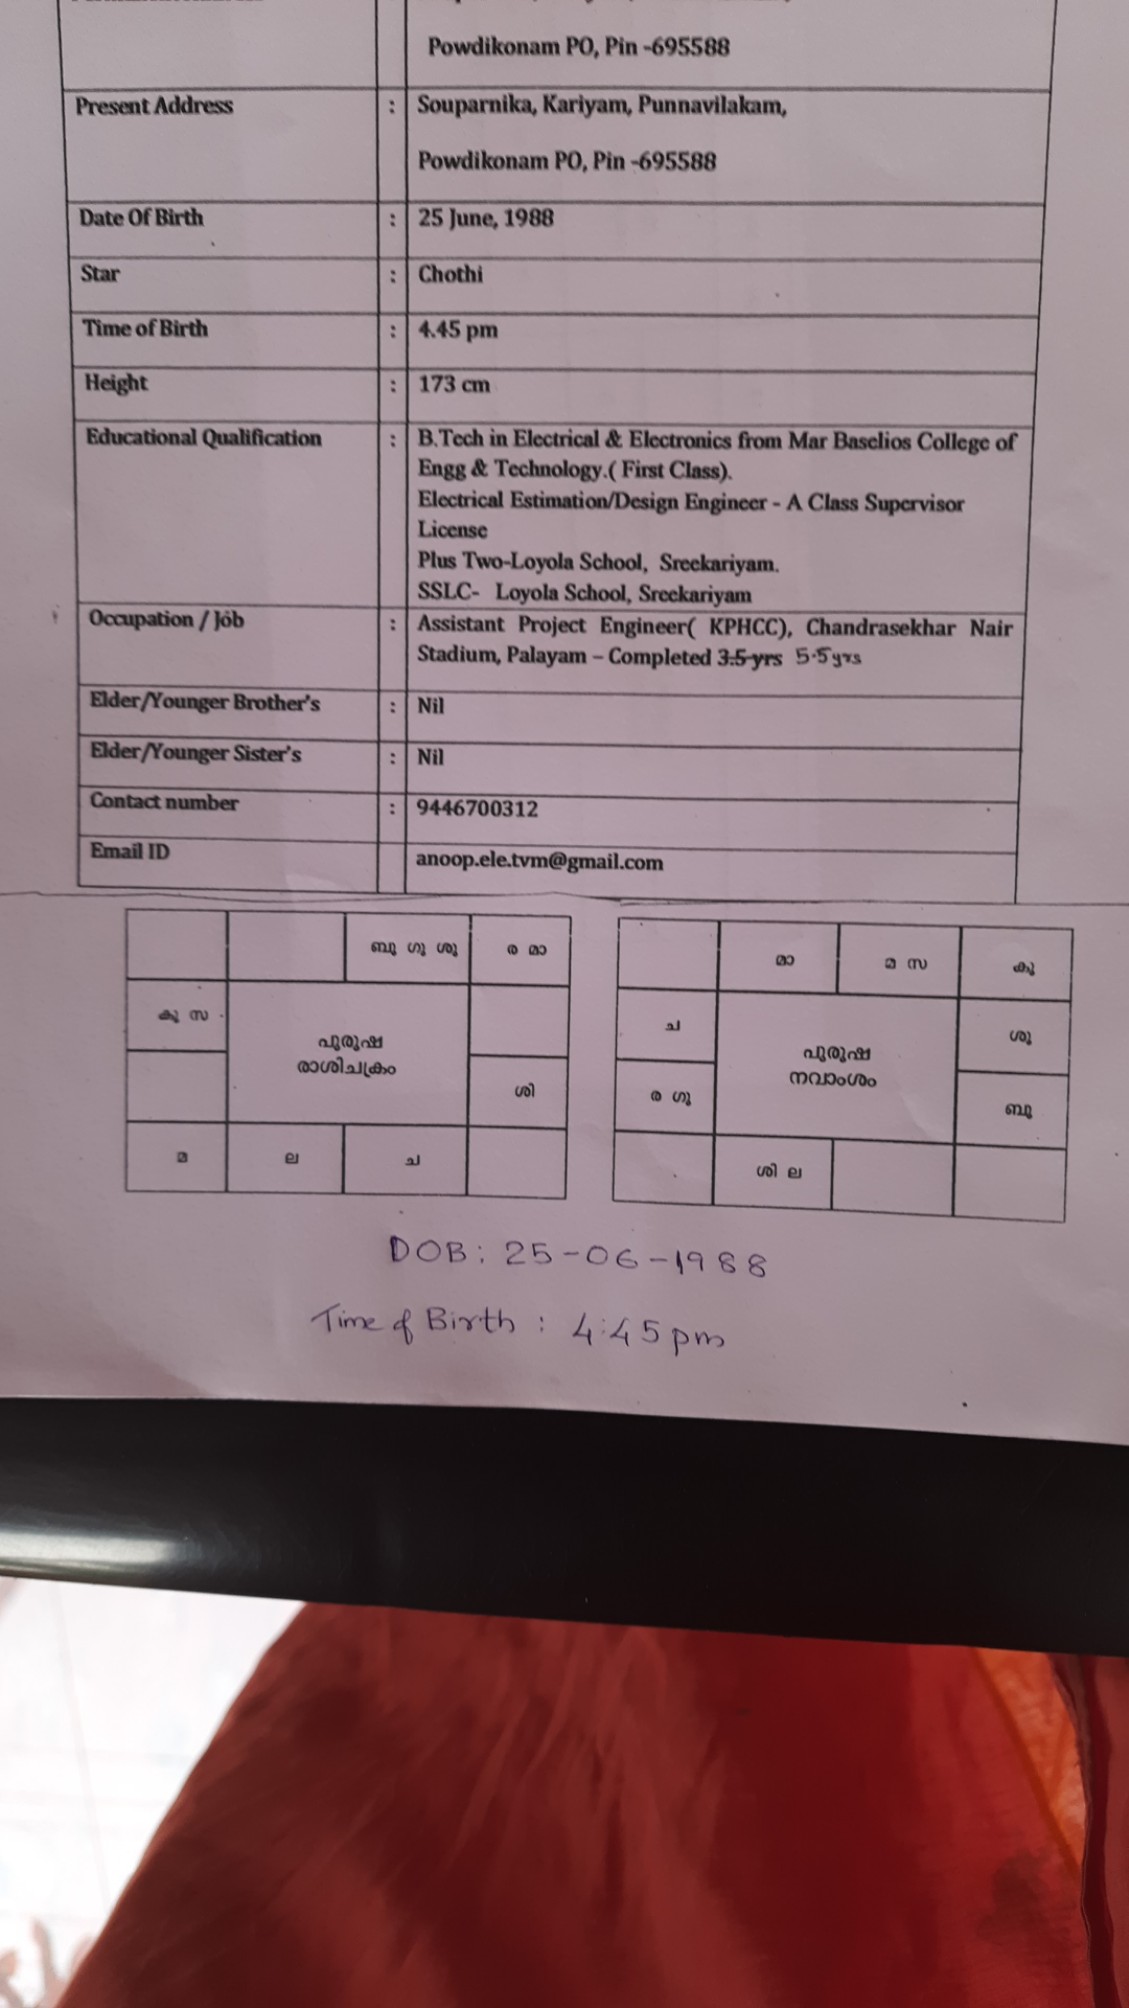 Powdikonam PO, Pin -695588
Present Address : Souparnika, Kariyam, Punnavilakam,
Powdikonam PO, Pin -695588
Date Of Birth : 25 June, 1988
Star : Chothi
Time of Birth : 4.45 pm
Height : 173 cm
Educational Qualification : B.Tech in Electrical & Electronics from Mar Baselios College of
Engg & Technology.( First Class).
Electrical Estimation/Design Engineer - A Class Supervisor
License
Plus Two-Loyola School, Sreekariyam.
SSLC- Loyola School, Sreekariyam
Occupation / Job : Assistant Project Engineer( KPHCC), Chandrasekhar Nair
Stadium, Palayam – Completed 3.5 yrs 5.5yrs
Elder/Younger Brother's : Nil
Elder/Younger Sister's : Nil
Contact number : 9446700312
Email ID anoop.ele.tvm@gmail.com
ബു ഗു ശു ര മാ
കു സ
പുരുഷ
രാശിചക്രം
ശി
മ ല ച
മാ മ സ കു
ച ശു
പുരുഷ
നവാംശം
ര ഗു ബു
ശി ല
DOB: 25-06-1988
Time of Birth : 4:45pm